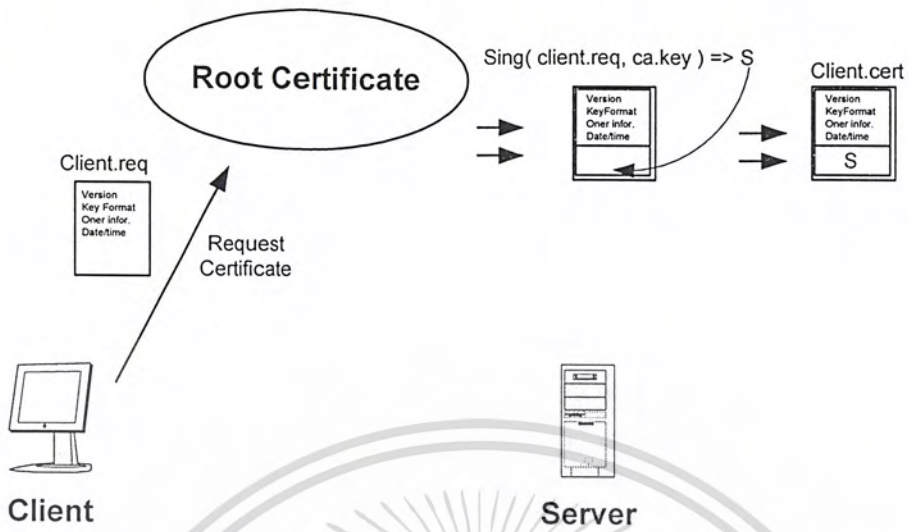 Root Certificate
Sing( client.req, ca.key ) => S
Client.cert
Version
KeyFormat
Oner infor.
Date/time
Version
KeyFormat
Oner infor.
Date/time
S
Client.req
Version
Key Format
Oner infor.
Date/time
Request
Certificate
Client
Server